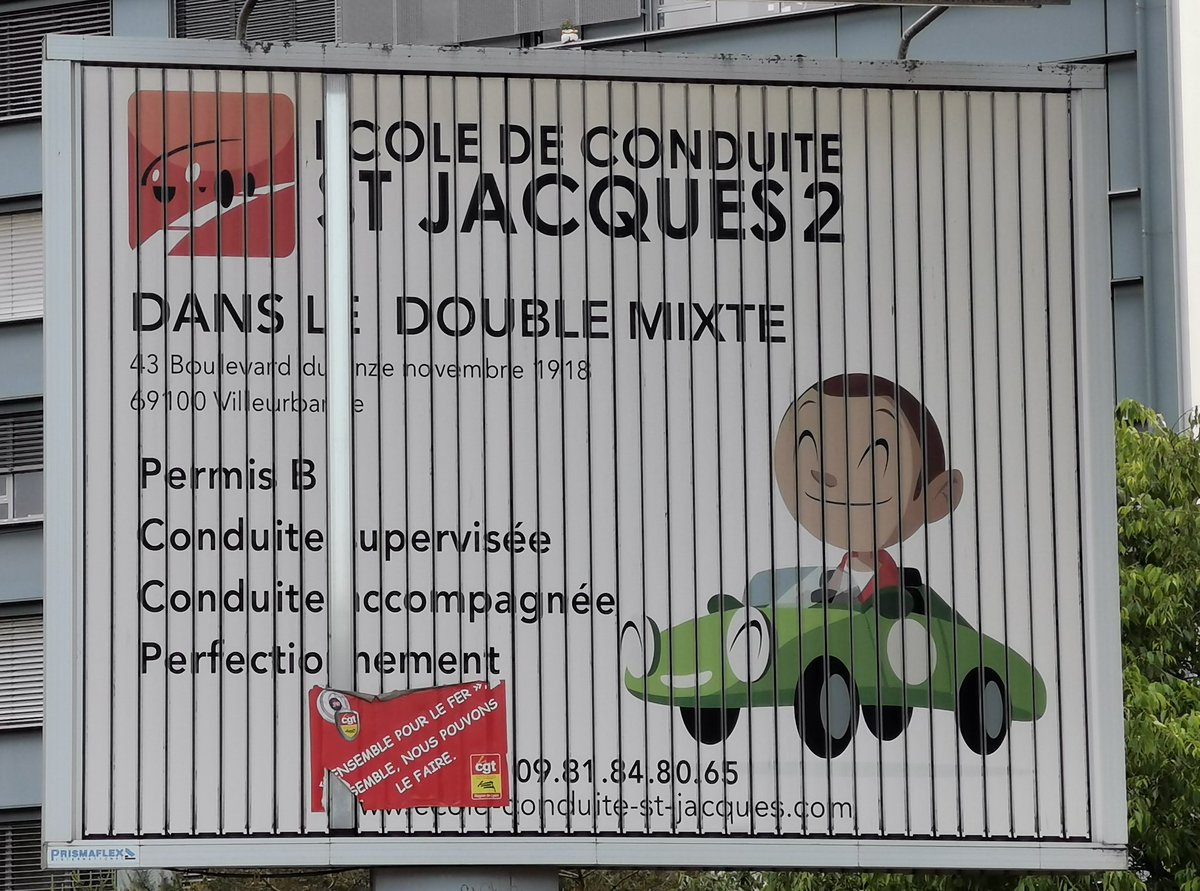 ECOLE DE CONDUITE
ST JACQUES 2
DANS LE DOUBLE MIXTE
43 Boulevard du onze novembre 1918
69100 Villeurbanne
Permis B
Conduite supervisée
Conduite accompagnée
Perfectionnement
cgt
ENSEMBLE POUR LE FER »,
ENSEMBLE, NOUS POUVONS
LE FAIRE.
cgt
09.81.84.80.65
www.ecole-conduite-st-jacques.com
PRISMAFLEX
INTERNATIONAL